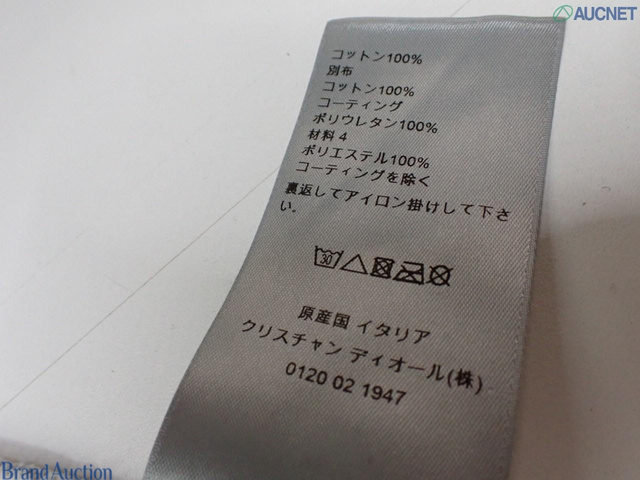 AUCNET
コットン100%
別布
コットン100%
コーティング
ポリウレタン100%
材料4
ポリエステル100%
コーティングを除く
裏返してアイロン掛けして下さ
い。
30
原産国 イタリア
クリスチャン ディオール(株)
0120 02 1947
Brand Auction